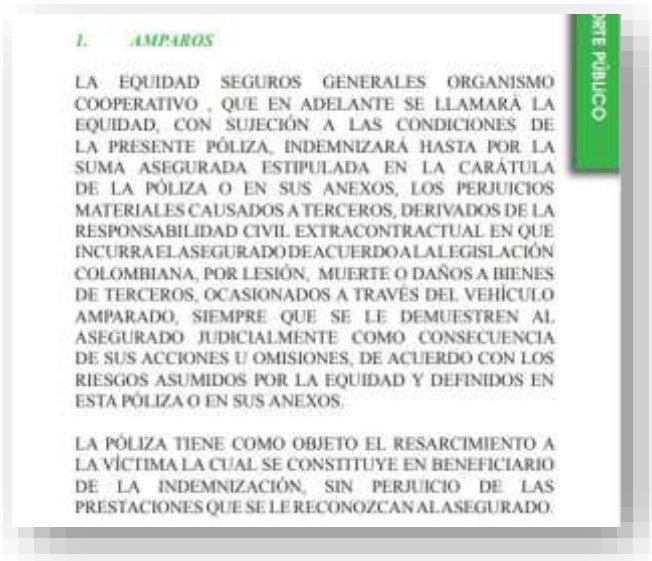 1. AMPAROS
LA EQUIDAD SEGUROS GENERALES ORGANISMO
COOPERATIVO , QUE EN ADELANTE SE LLAMARÁ LA
EQUIDAD, CON SUJECIÓN A LAS CONDICIONES DE
LA PRESENTE PÓLIZA, INDEMNIZARÁ HASTA POR LA
SUMA ASEGURADA ESTIPULADA EN LA CARÁTULA
DE LA PÓLIZA O EN SUS ANEXOS, LOS PERJUICIOS
MATERIALES CAUSADOS A TERCEROS, DERIVADOS DE LA
RESPONSABILIDAD CIVIL EXTRACONTRACTUAL EN QUE
INCURRA EL ASEGURADO DE ACUERDO A LA LEGISLACIÓN
COLOMBIANA, POR LESIÓN, MUERTE O DAÑOS A BIENES
DE TERCEROS, OCASIONADOS A TRAVÉS DEL VEHÍCULO
AMPARADO, SIEMPRE QUE SE LE DEMUESTREN AL
ASEGURADO JUDICIALMENTE COMO CONSECUENCIA
DE SUS ACCIONES U OMISIONES, DE ACUERDO CON LOS
RIESGOS ASUMIDOS POR LA EQUIDAD Y DEFINIDOS EN
ESTA PÓLIZA O EN SUS ANEXOS.
LA PÓLIZA TIENE COMO OBJETO EL RESARCIMIENTO A
LA VÍCTIMA LA CUAL SE CONSTITUYE EN BENEFICIARIO
DE LA INDEMNIZACIÓN, SIN PERJUICIO DE LAS
PRESTACIONES QUE SE LE RECONOZCAN AL ASEGURADO.
PÚBLICO